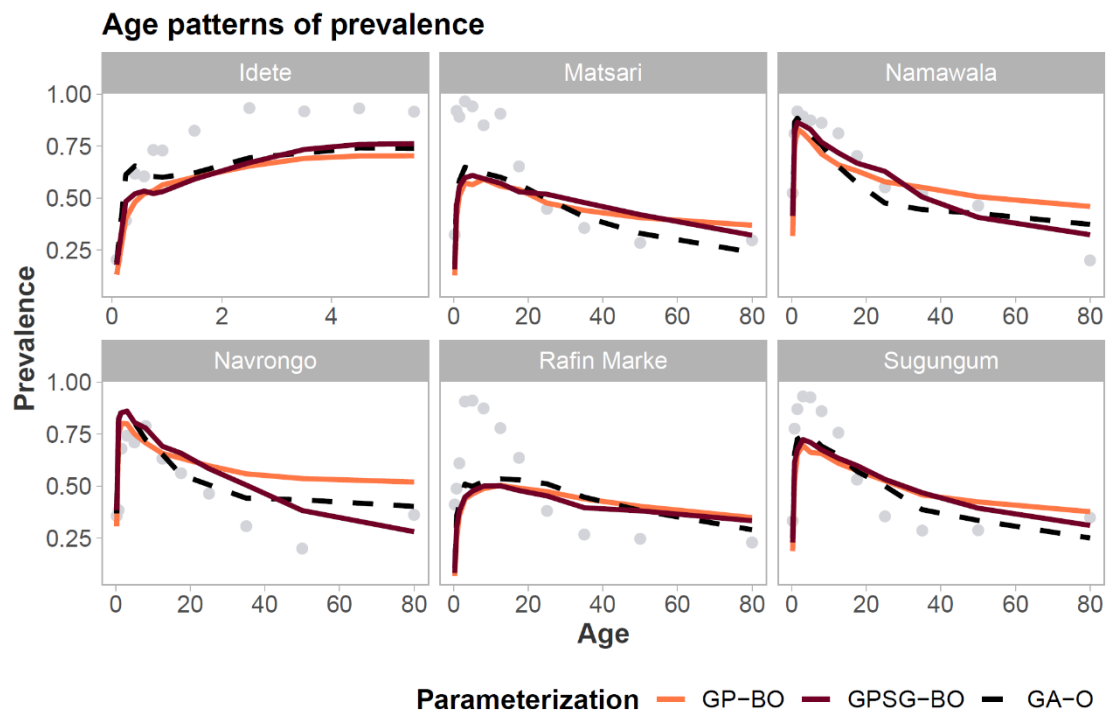 Age patterns of prevalence
Idete Matsari Namawala
1.00
0.75
0.50
0.25
0 2 4 0 20 40 60 80 0 20 40 60 80
Navrongo Rafin Marke Sugungum
1.00
0.75
0.50
0.25
0 20 40 60 80 0 20 40 60 80 0 20 40 60 80
Prevalence
Age
Parameterization GP−BO GPSG−BO GA−O